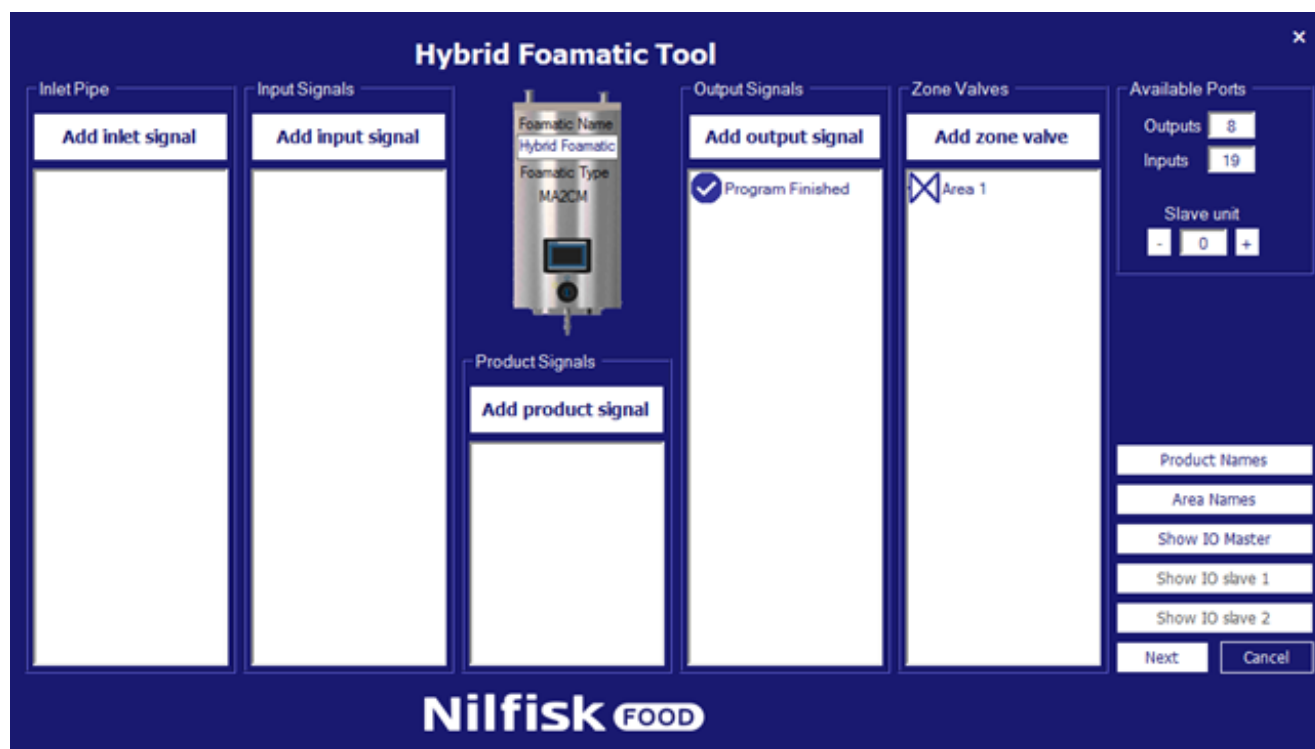 ×
Hybrid Foamatic Tool
Inlet Pipe
Add inlet signal
Input Signals
Add input signal
Foamatic Name
Hybrid Foamatic
Foamatic Type
MA2CM
Product Signals
Add product signal
Output Signals
Add output signal
Program Finished
Zone Valves
Add zone valve
Area 1
Available Ports
Outputs 8
Inputs 19
Slave unit
- 0 +
Product Names
Area Names
Show IO Master
Show IO slave 1
Show IO slave 2
Next Cancel
Nilfisk FOOD